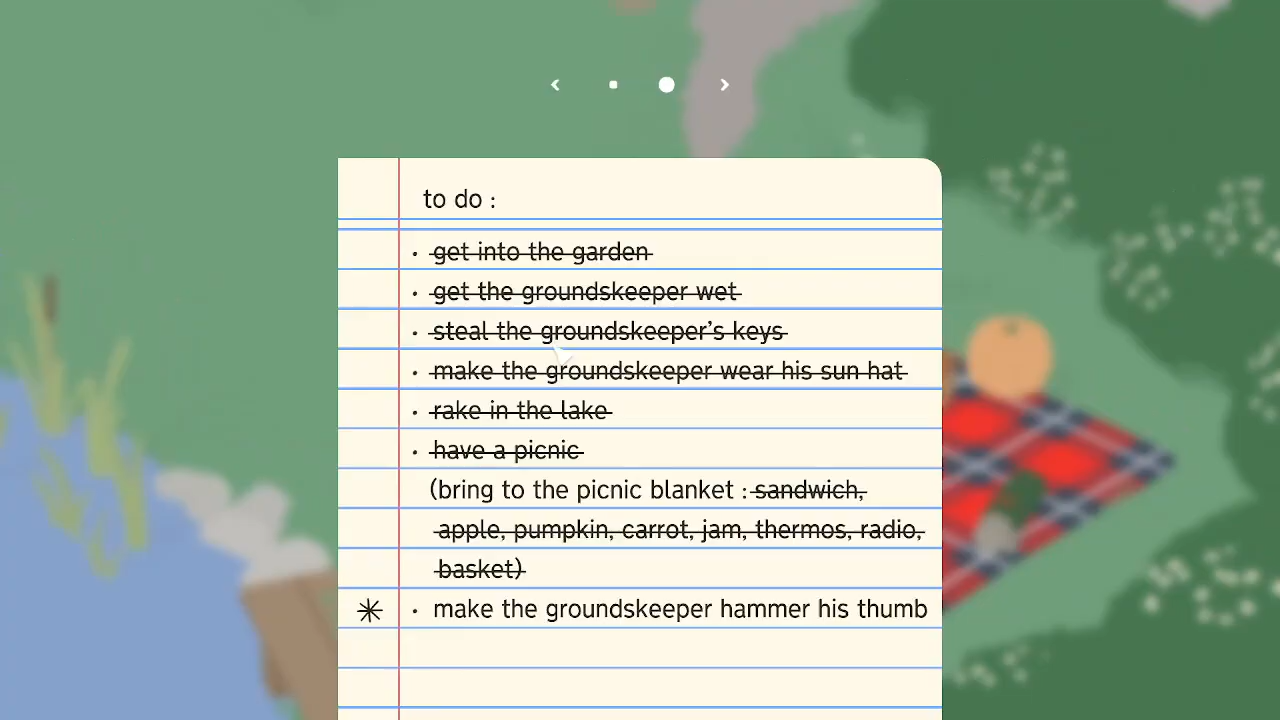 to do :
· get into the garden
· get the groundskeeper wet
· steal the groundskeeper's keys
· make the groundskeeper wear his sun hat
· rake in the lake
· have a picnic
(bring to the picnic blanket : sandwich,
apple, pumpkin, carrot, jam, thermos, radio,
basket)
· make the groundskeeper hammer his thumb